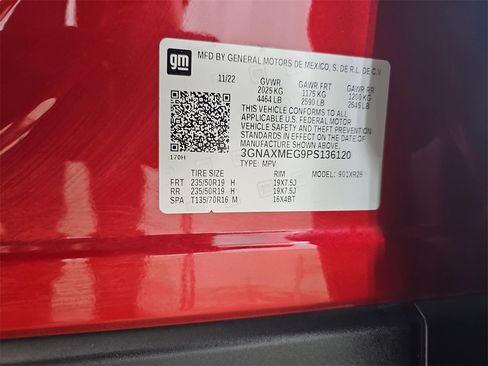 gm
MFD BY GENERAL MOTORS DE MEXICO, S. DE R.L. DE C.V.
11/22 GVWR GAWR FRT GAWR RR
2025 KG 1175 KG 1200 KG
4464 LB 2590 LB 2645 LB
THIS VEHICLE CONFORMS TO ALL
APPLICABLE U.S. FEDERAL MOTOR
VEHICLE SAFETY STANDARDS IN
EFFECT ON THE DATE OF
MANUFACTURE SHOWN ABOVE.
3GNAXMEG9PS136120
170H TYPE: MPV MODEL: 901XR26
TIRE SIZE RIM
FRT 235/50R19 H 19X7.5J
RR 235/50R19 H 19X7.5J
SPA T135/70R16 M 16X4BT